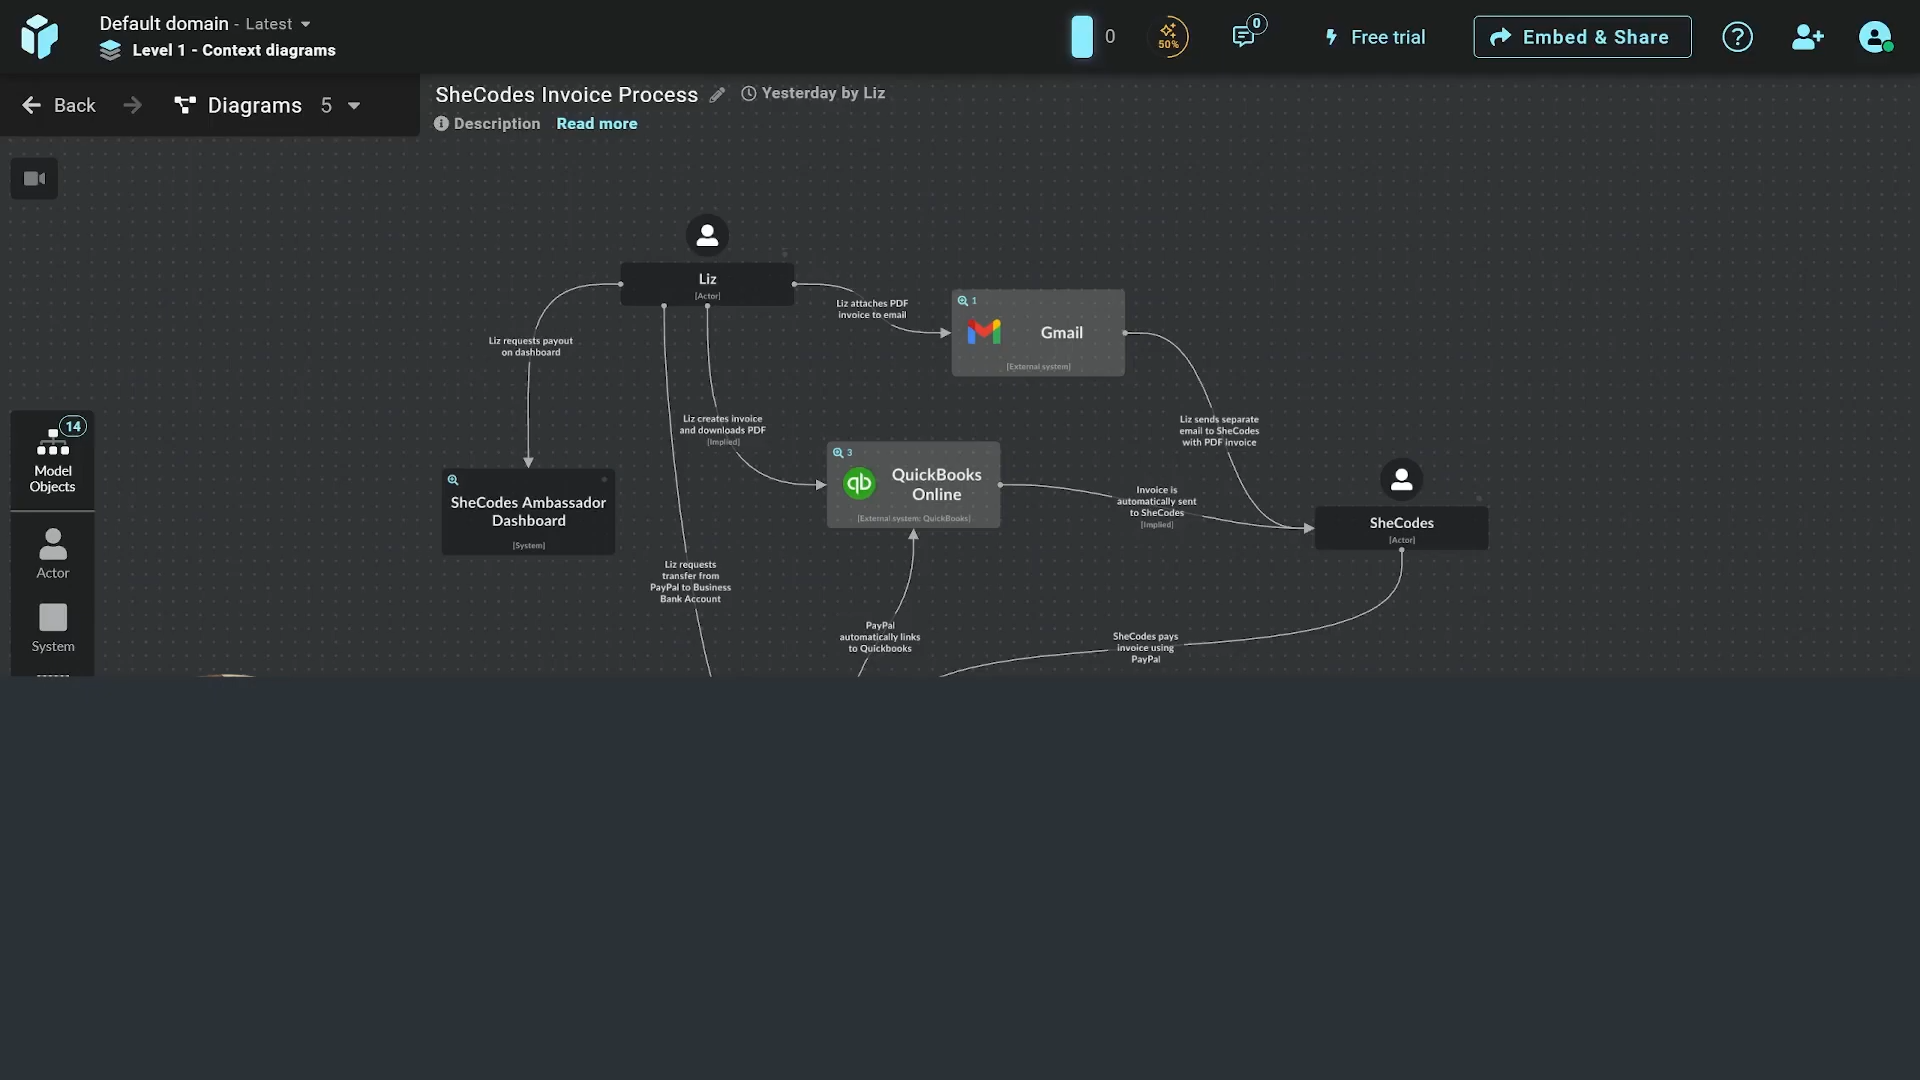 Default domain - Latest
Level 1 - Context diagrams
0
50%
0
Free trial
Embed & Share
?
Back
Diagrams 5
SheCodes Invoice Process
Yesterday by Liz
Description Read more
Liz
[Actor]
Liz attaches PDF
invoice to email
1
Gmail
[External system]
Liz requests payout
on dashboard
Liz creates invoice
and downloads PDF
[Implied]
Liz sends separate
email to SheCodes
with PDF invoice
14
Model
Objects
Actor
System
SheCodes Ambassador
Dashboard
[System]
3
qb
QuickBooks
Online
[External system: QuickBooks]
Invoice is
automatically sent
to SheCodes
[Implied]
SheCodes
[Actor]
Liz requests
transfer from
PayPal to Business
Bank Account
PayPal
automatically links
to Quickbooks
SheCodes pays
invoice using
PayPal